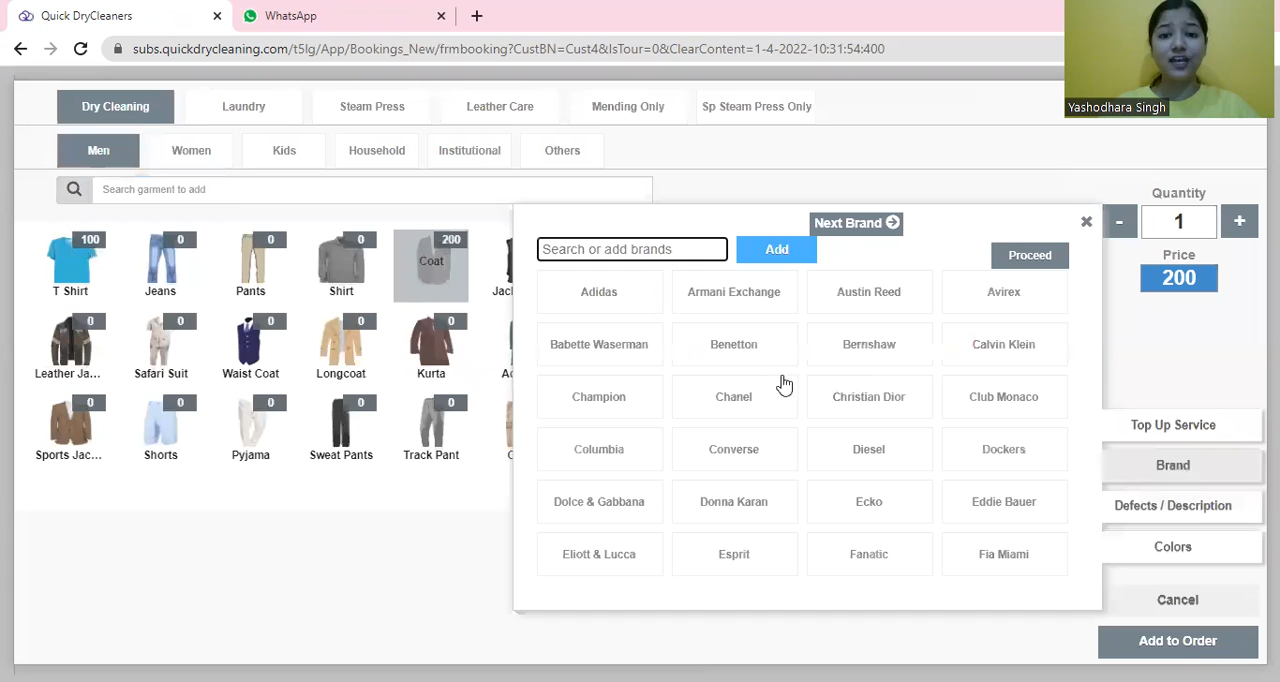 Quick DryCleaners
WhatsApp
subs.quickdrycleaning.com/t5lg/App/Bookings_New/frmbooking?CustBN=Cust4&IsTour=0&ClearContent=1-4-2022-10:31:54:400
Yashodhara Singh
Dry Cleaning Laundry Steam Press Leather Care Mending Only Sp Steam Press Only
Men Women Kids Household Institutional Others
Search garment to add
100 0 0 0 200
Coat
T Shirt Jeans Pants Shirt
0 0 0 0 0
Leather Ja... Safari Suit Waist Coat Longcoat Kurta
0 0 0 0 0
Sports Jac... Shorts Pyjama Sweat Pants Track Pant
Next Brand
Search or add brands Add Proceed
Adidas Armani Exchange Austin Reed Avirex
Babette Waserman Benetton Bernshaw Calvin Klein
Champion Chanel Christian Dior Club Monaco
Columbia Converse Diesel Dockers
Dolce & Gabbana Donna Karan Ecko Eddie Bauer
Eliott & Lucca Esprit Fanatic Fia Miami
Quantity
- 1 +
Price
200
Top Up Service
Brand
Defects / Description
Colors
Cancel
Add to Order